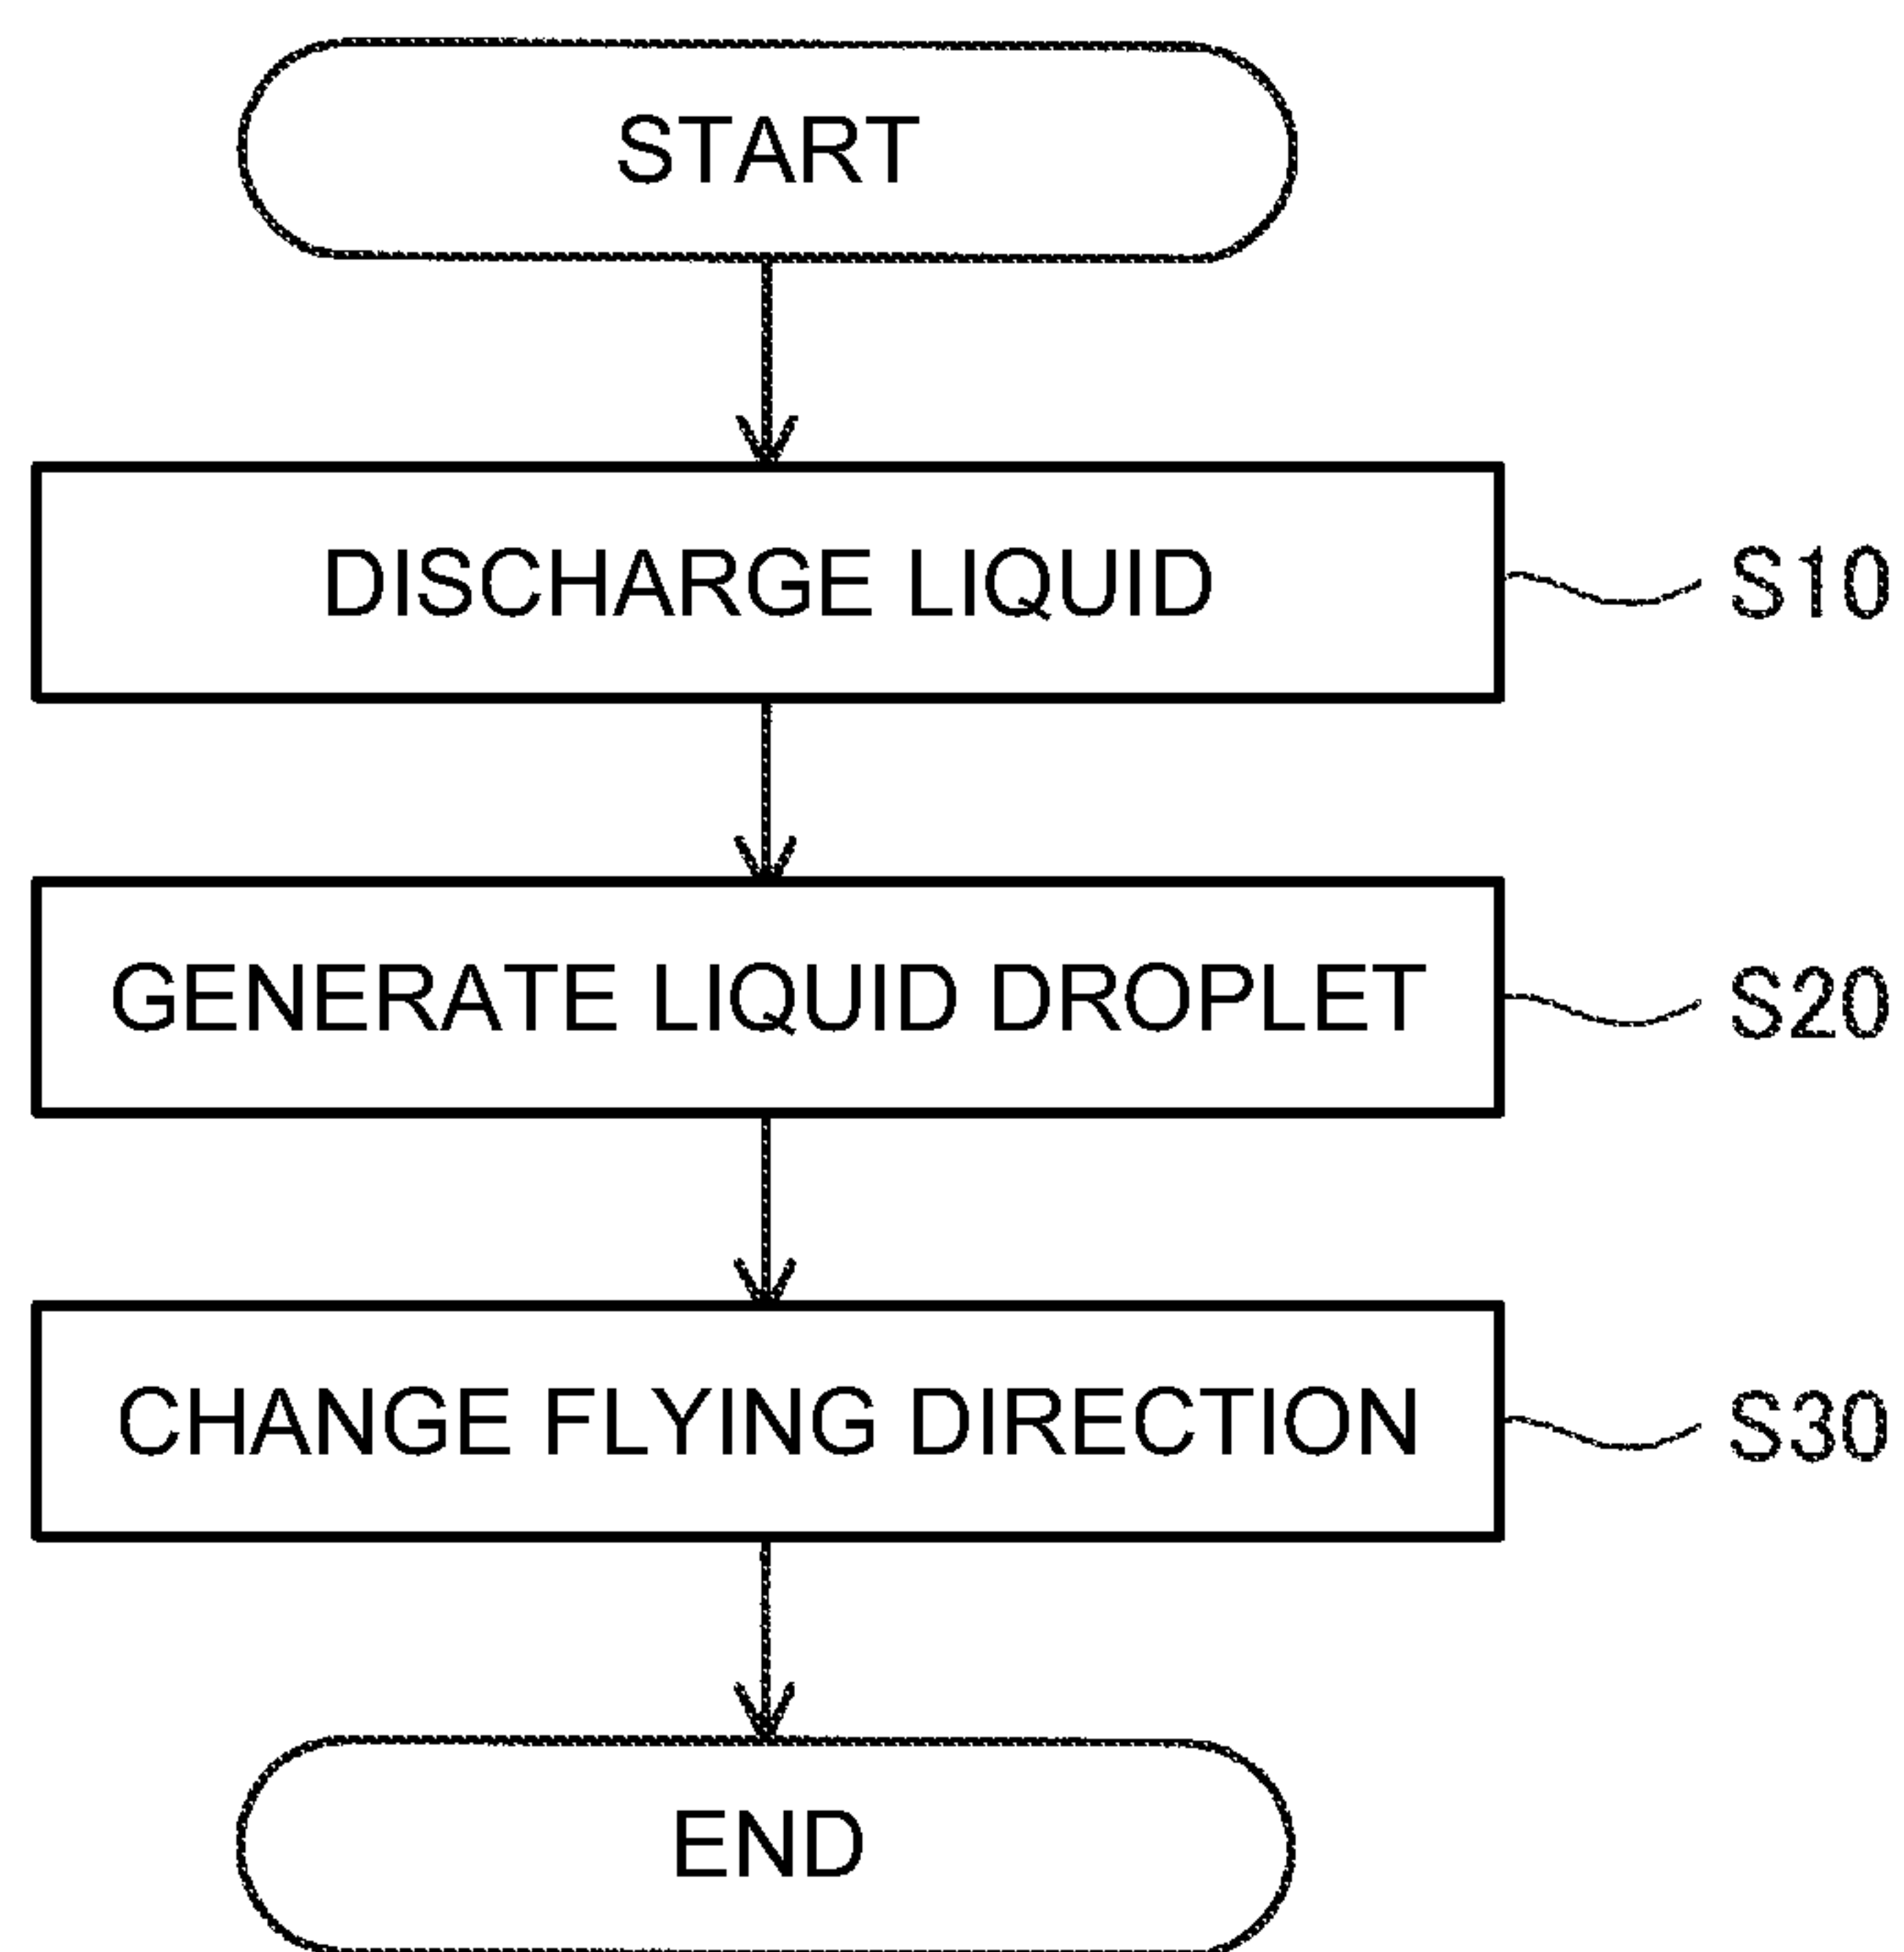 START
DISCHARGE LIQUID
S10
GENERATE LIQUID DROPLET
S20
CHANGE FLYING DIRECTION
S30
END